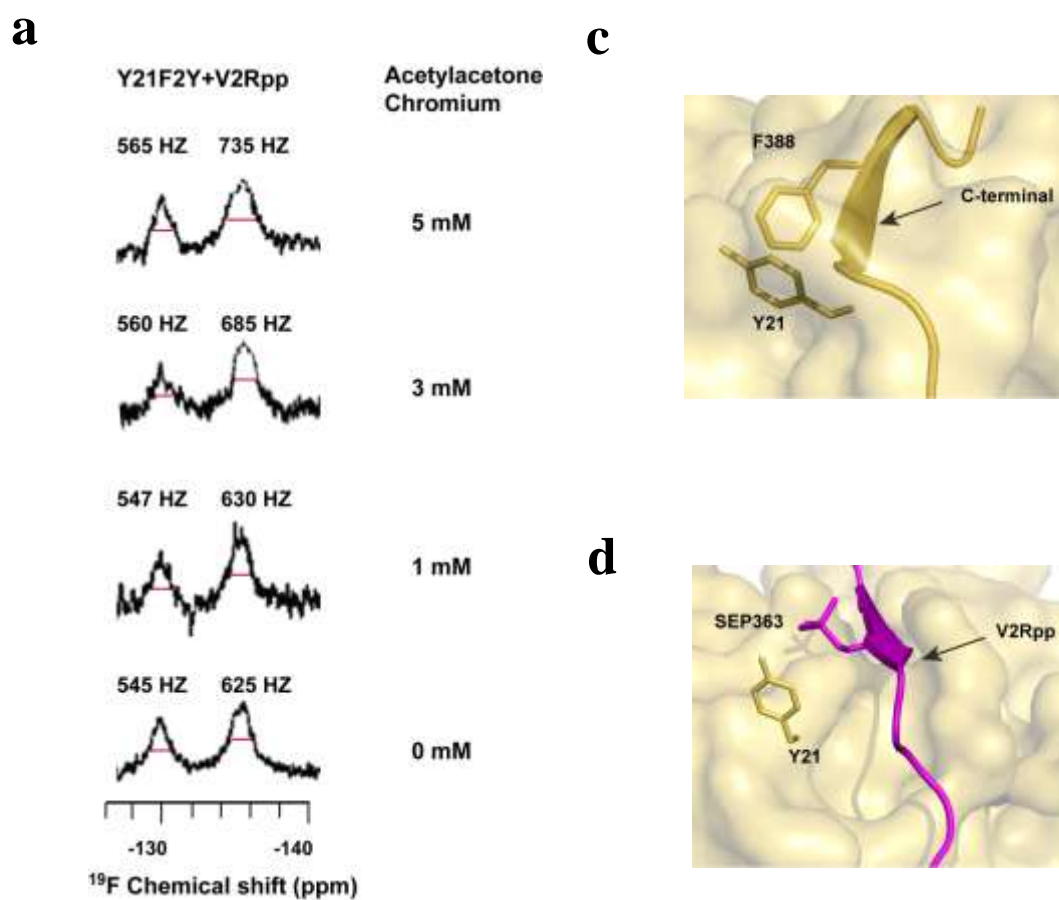 a
Y21F2Y+V2Rpp
Acetylacetone
Chromium
565 HZ 735 HZ
5 mM
560 HZ 685 HZ
3 mM
547 HZ 630 HZ
1 mM
545 HZ 625 HZ
0 mM
-130 -140
19F Chemical shift (ppm)
c
F388
C-terminal
Y21
d
SEP363
V2Rpp
Y21